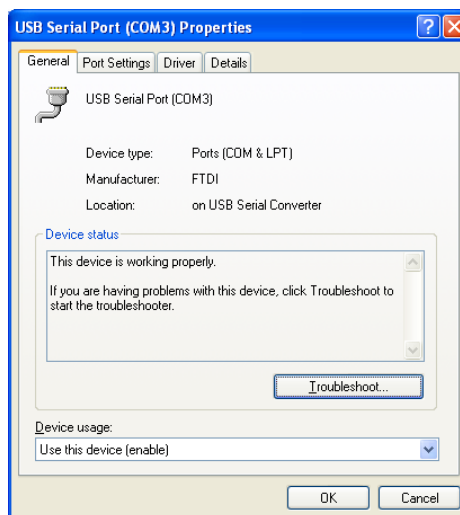 USB Serial Port (COM3) Properties
General Port Settings Driver Details
USB Serial Port (COM3)
Device type: Ports (COM & LPT)
Manufacturer: FTDI
Location: on USB Serial Converter
Device status
This device is working properly.
If you are having problems with this device, click Troubleshoot to
start the troubleshooter.
Troubleshoot...
Device usage:
Use this device (enable)
OK Cancel